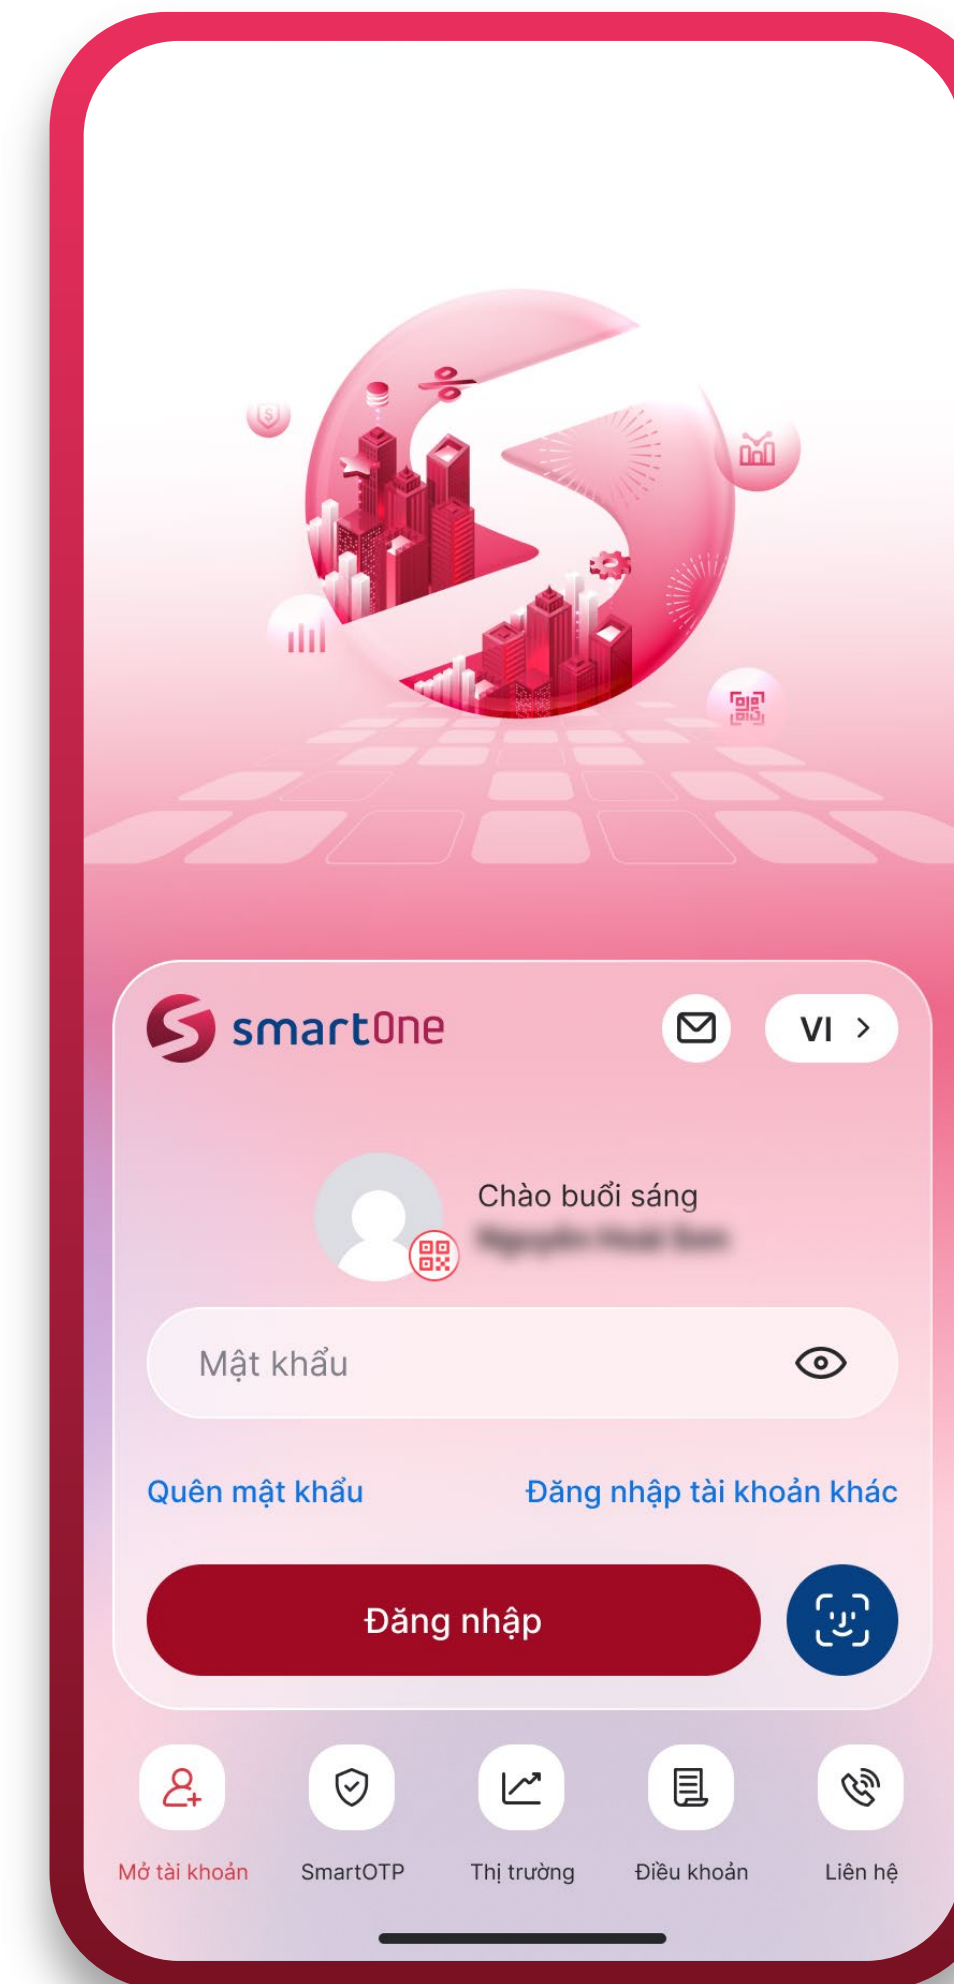 smartOne
VI
Chào buổi sáng
Mật khẩu
Quên mật khẩu
Đăng nhập tài khoản khác
Đăng nhập
Mở tài khoản
SmartOTP
Thị trường
Điều khoản
Liên hệ